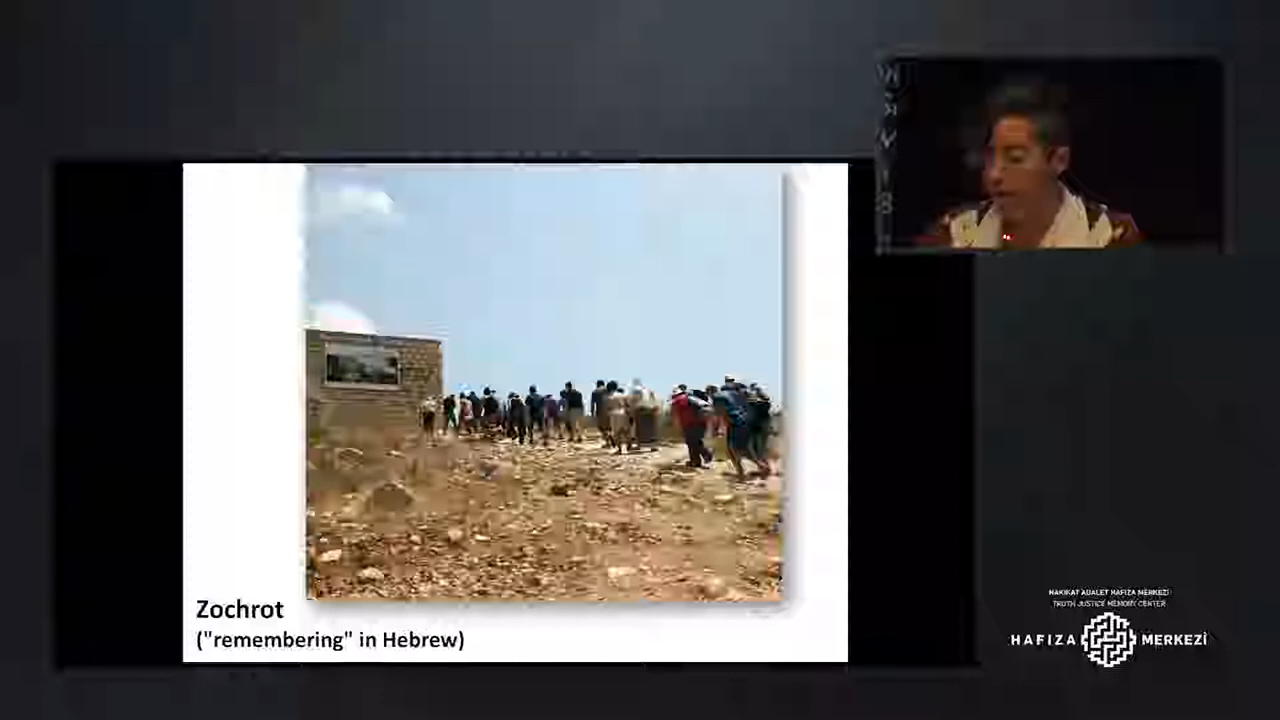 Zochrot
("remembering" in Hebrew)
HAKİKAT ADALET HAFIZA MERKEZİ
TRUTH JUSTICE MEMORY CENTER
HAFIZA MERKEZİ